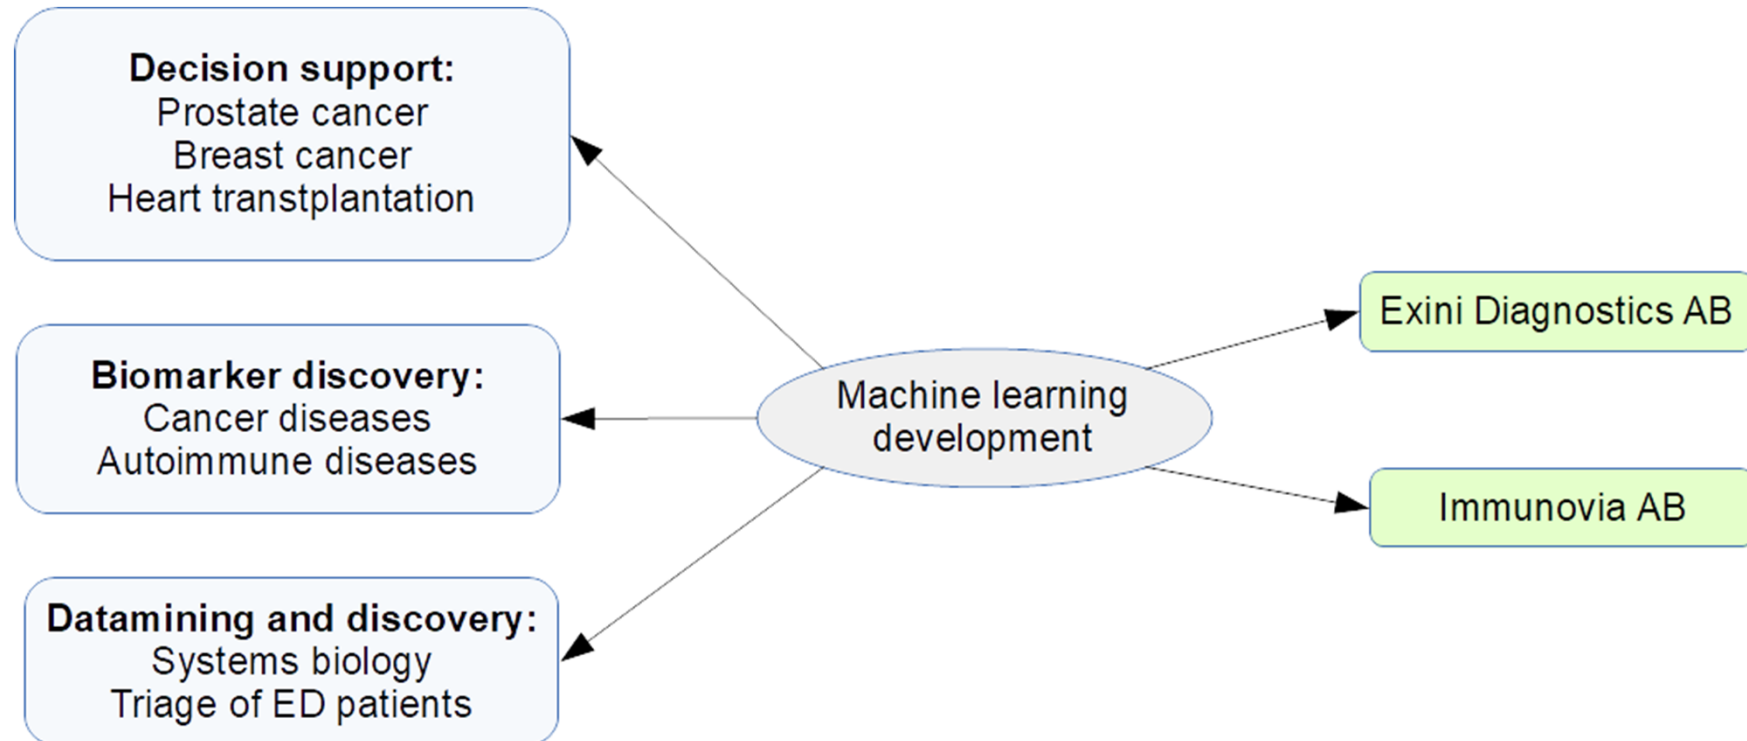 Decision support:
Prostate cancer
Breast cancer
Heart transtplantation
Biomarker discovery:
Cancer diseases
Autoimmune diseases
Datamining and discovery:
Systems biology
Triage of ED patients
Machine learning
development
Exini Diagnostics AB
Immunovia AB